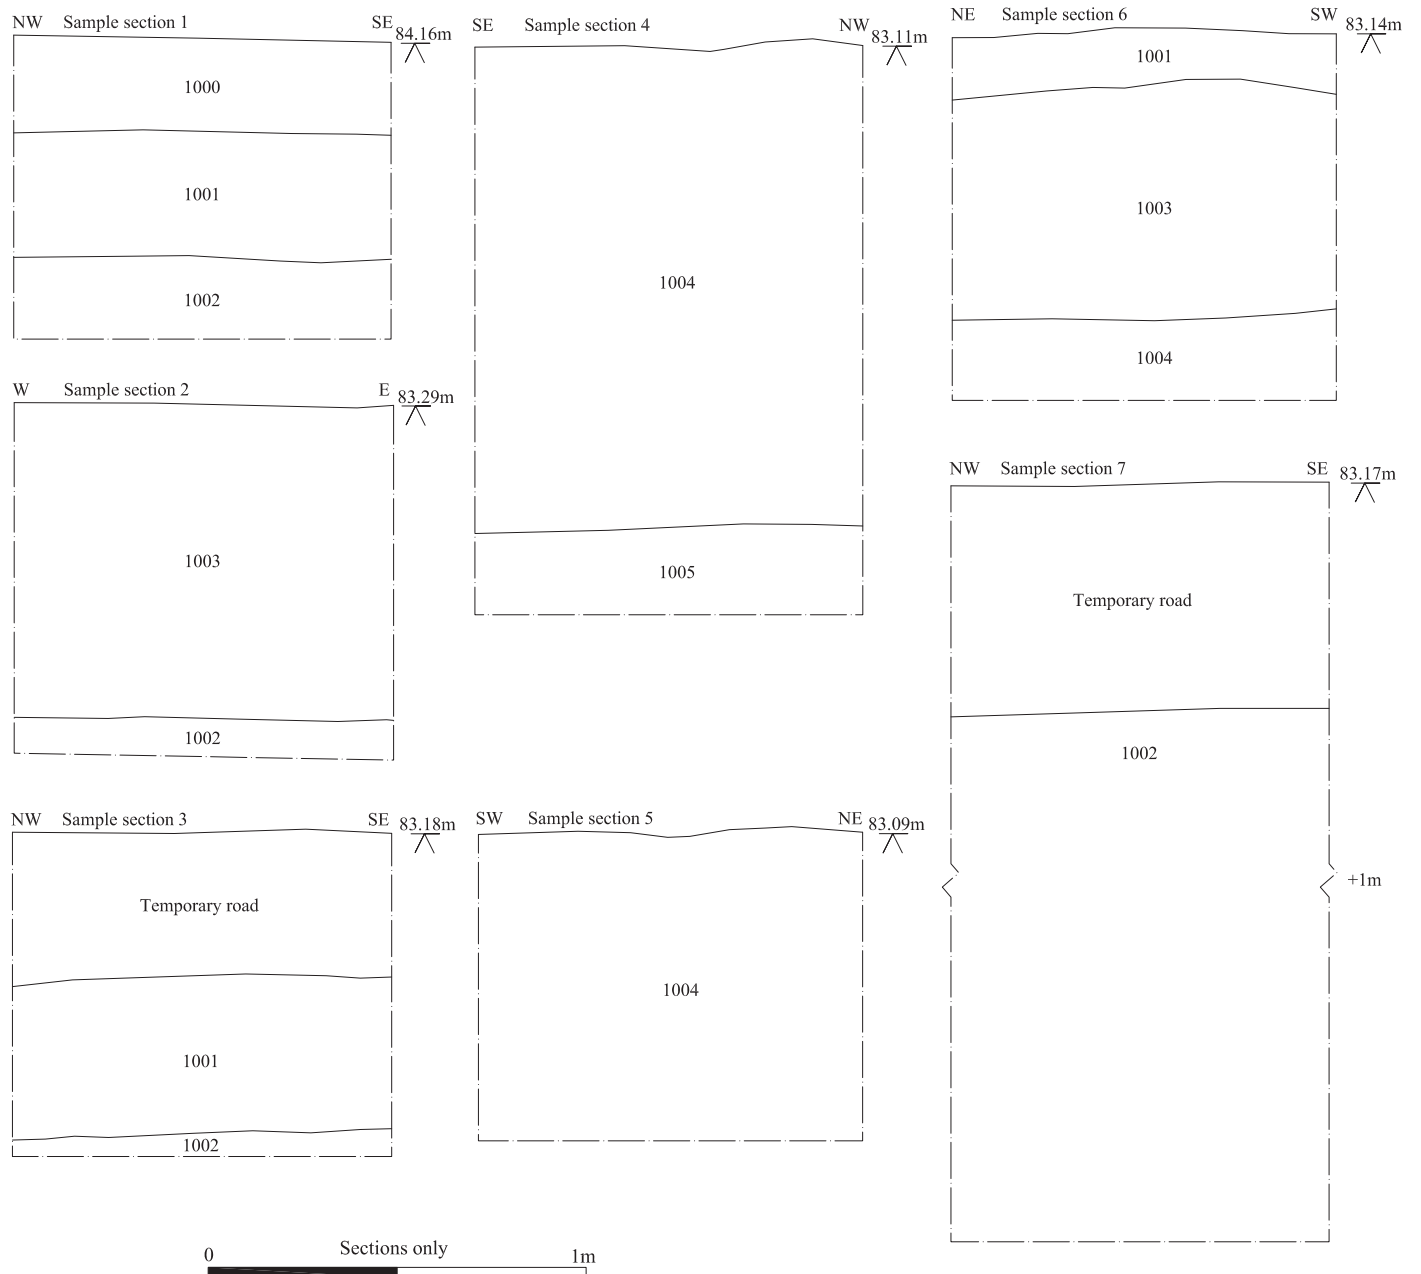 NW Sample section 1 SE 84.16m
1000
1001
1002
W Sample section 2 E 83.29m
1003
1002
NW Sample section 3 SE 83.18m
Temporary road
1001
1002
SE Sample section 4 NW 83.11m
1004
1005
SW Sample section 5 NE 83.09m
1004
NE Sample section 6 SW 83.14m
1001
1003
1004
NW Sample section 7 SE 83.17m
Temporary road
1002
+1m
0 Sections only 1m